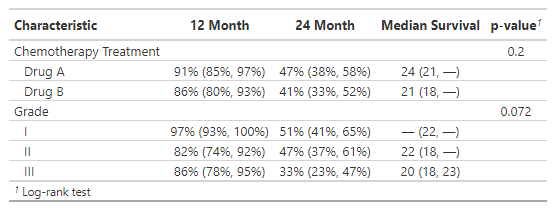 Characteristic 12 Month 24 Month Median Survival p-value¹
Chemotherapy Treatment 0.2
Drug A 91% (85%, 97%) 47% (38%, 58%) 24 (21, —)
Drug B 86% (80%, 93%) 41% (33%, 52%) 21 (18, —)
Grade 0.072
I 97% (93%, 100%) 51% (41%, 65%) — (22, —)
II 82% (74%, 92%) 47% (37%, 61%) 22 (18, —)
III 86% (78%, 95%) 33% (23%, 47%) 20 (18, 23)
¹ Log-rank test